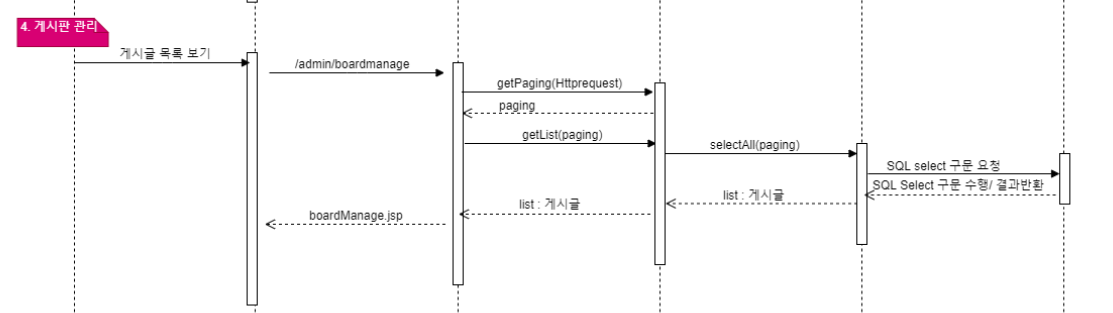 4. 게시판 관리
게시글 목록 보기
/admin/boardmanage
getPaging(Httprequest)
paging
getList(paging)
selectAll(paging)
SQL select 구문 요청
SQL Select 구문 수행/ 결과반환
list : 게시글
list : 게시글
boardManage.jsp